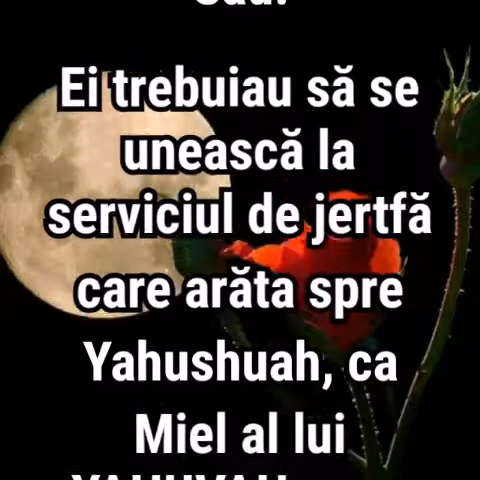 Ei trebuiau să se
unească la
serviciul de jertfă
care arăta spre
Yahushuah, ca
Miel al lui